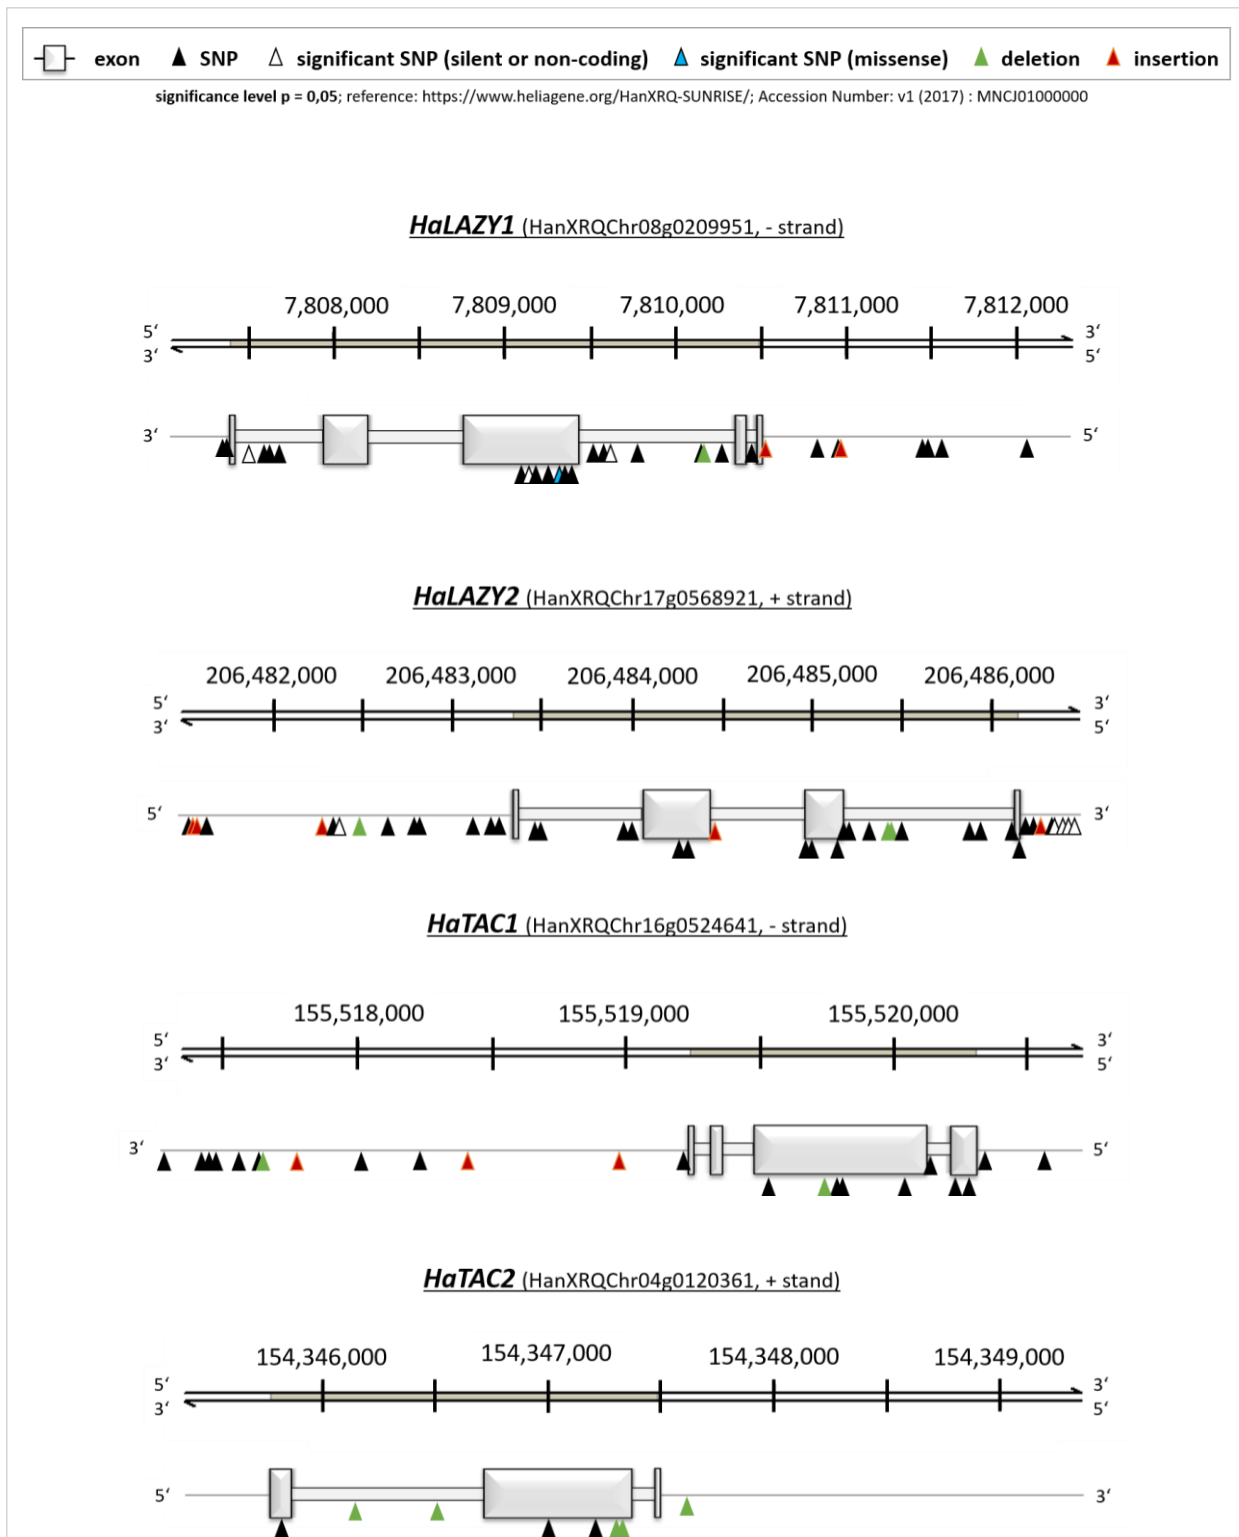 exon SNP significant SNP (silent or non-coding) significant SNP (missense) deletion insertion
significance level p = 0,05; reference: https://www.heliagene.org/HanXRQ-SUNRISE/; Accession Number: v1 (2017) : MNCJ01000000
HaLAZY1 (HanXRQChr08g0209951, - strand)
7,808,000 7,809,000 7,810,000 7,811,000 7,812,000
5‘ 3‘
3‘ 5‘
3‘ 5‘
HaLAZY2 (HanXRQChr17g0568921, + strand)
206,482,000 206,483,000 206,484,000 206,485,000 206,486,000
5‘ 3‘
3‘ 5‘
5‘ 3‘
HaTAC1 (HanXRQChr16g0524641, - strand)
155,518,000 155,519,000 155,520,000
5‘ 3‘
3‘ 5‘
3‘ 5‘
HaTAC2 (HanXRQChr04g0120361, + stand)
154,346,000 154,347,000 154,348,000 154,349,000
5‘ 3‘
3‘ 5‘
5‘ 3‘